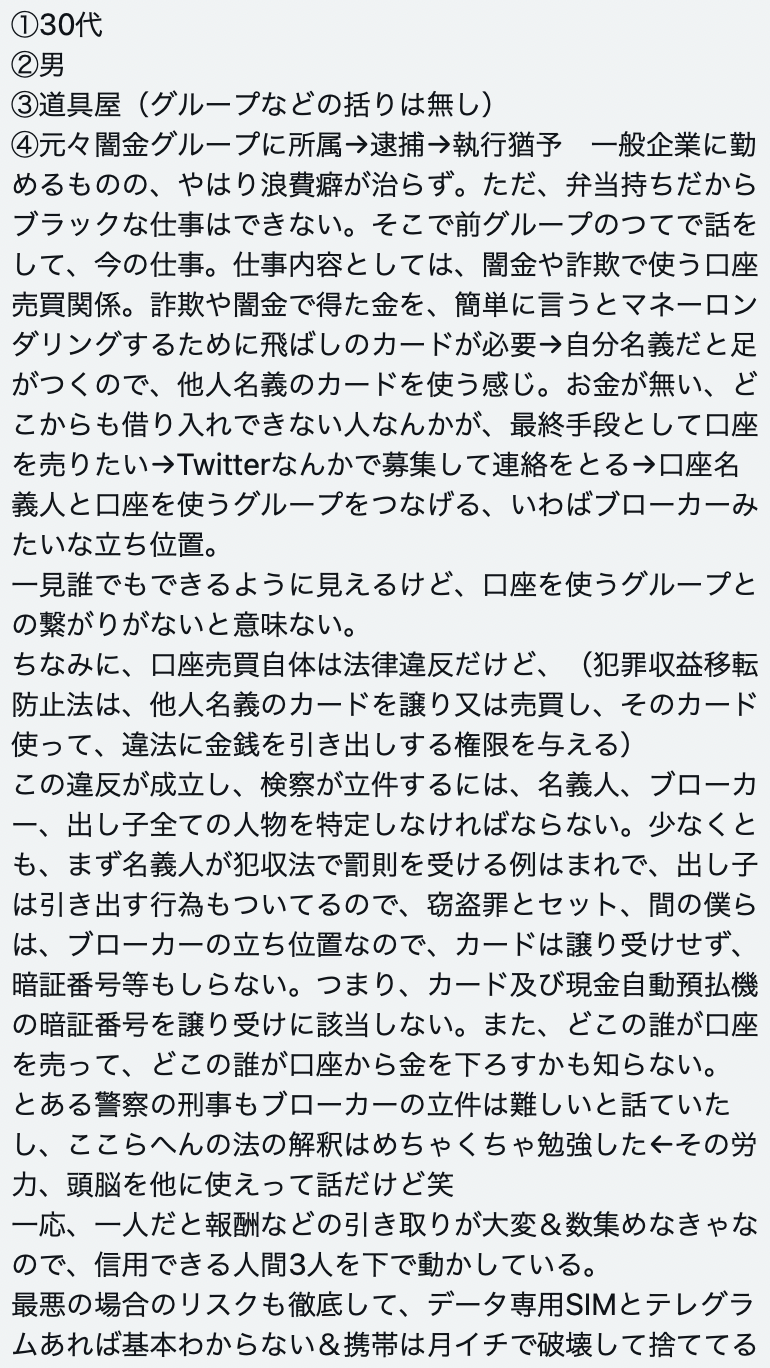 ①30代
②男
③道具屋（グループなどの括りは無し）
④元々闇金グループに所属→逮捕→執行猶予　一般企業に勤
めるものの、やはり浪費癖が治らず。ただ、弁当持ちだから
ブラックな仕事はできない。そこで前グループのつてで話を
して、今の仕事。仕事内容としては、闇金や詐欺で使う口座
売買関係。詐欺や闇金で得た金を、簡単に言うとマネーロン
ダリングするために飛ばしのカードが必要→自分名義だと足
がつくので、他人名義のカードを使う感じ。お金が無い、ど
こからも借り入れできない人なんかが、最終手段として口座
を売りたい→Twitterなんかで募集して連絡をとる→口座名
義人と口座を使うグループをつなげる、いわばブローカーみ
たいな立ち位置。
一見誰でもできるように見えるけど、口座を使うグループと
の繋がりがないと意味ない。
ちなみに、口座売買自体は法律違反だけど、（犯罪収益移転
防止法は、他人名義のカードを譲り又は売買し、そのカード
使って、違法に金銭を引き出しする権限を与える）
この違反が成立し、検察が立件するには、名義人、ブローカ
ー、出し子全ての人物を特定しなければならない。少なくと
も、まず名義人が犯収法で罰則を受ける例はまれで、出し子
は引き出す行為もついてるので、窃盗罪とセット、間の僕ら
は、ブローカーの立ち位置なので、カードは譲り受けせず、
暗証番号等もしらない。つまり、カード及び現金自動預払機
の暗証番号を譲り受けに該当しない。また、どこの誰が口座
を売って、どこの誰が口座から金を下ろすかも知らない。
とある警察の刑事もブローカーの立件は難しいと話ていた
し、ここらへんの法の解釈はめちゃくちゃ勉強した←その労
力、頭脳を他に使えって話だけど笑
一応、一人だと報酬などの引き取りが大変＆数集めなきゃな
ので、信用できる人間3人を下で動かしている。
最悪の場合のリスクも徹底して、データ専用SIMとテレグラ
ムあれば基本わからない＆携帯は月イチで破壊して捨ててる